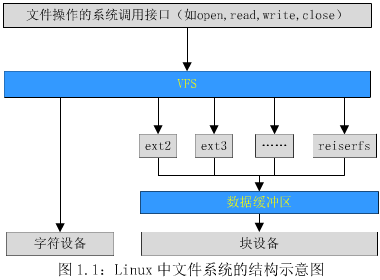 文件操作的系统调用接口（如open,read,write,close）
VFS
ext2 ext3 …… reiserfs
数据缓冲区
字符设备 块设备
图 1.1: Linux 中文件系统的结构示意图